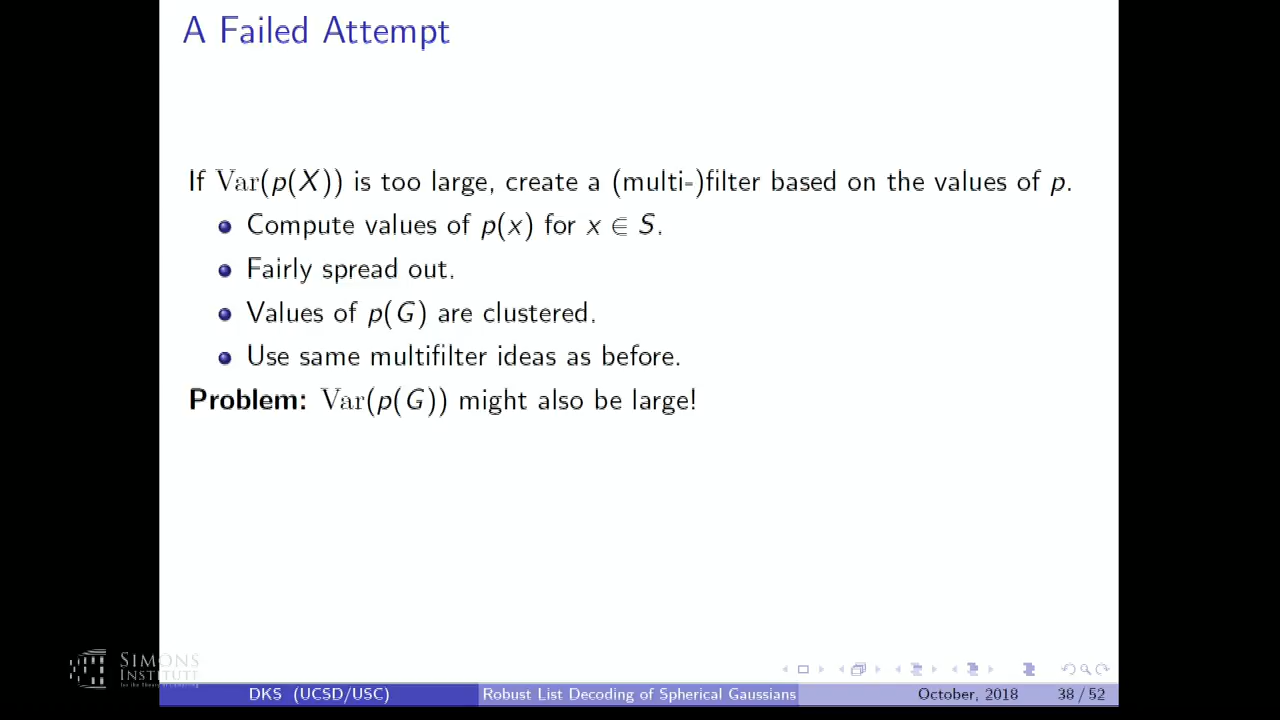 A Failed Attempt
If Var(p(X)) is too large, create a (multi-)filter based on the values of p.
Compute values of p(x) for x ∈ S.
Fairly spread out.
Values of p(G) are clustered.
Use same multifilter ideas as before.
Problem: Var(p(G)) might also be large!
SIMONS
INSTITUTE
DKS (UCSD/USC) Robust List Decoding of Spherical Gaussians October, 2018 38 / 52